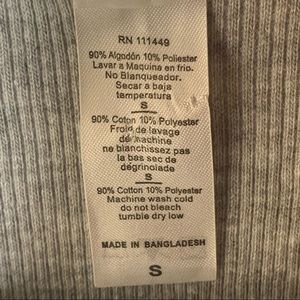 RN 111449
90% Algodón 10% Poliester
Lavar a Maquina en frio.
No Blanqueador.
Secar a baja
temperatura
S
90% Coton 10% Polyester
Froid de lavage
de machine
ne blanchissez pas
la bas sec de
dégringolade
S
90% Cotton 10% Polyester
Machine wash cold
do not bleach
tumble dry low
MADE IN BANGLADESH
S